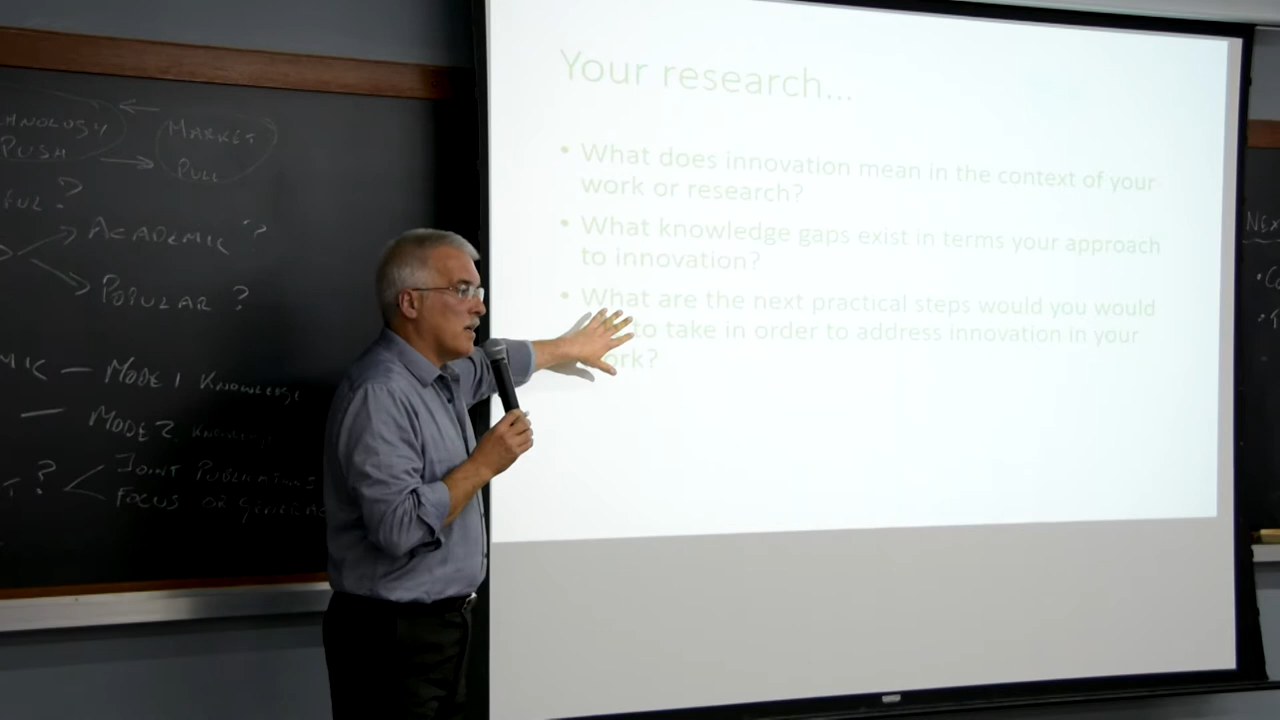 MARKET
PUSH
PULL
?
ACADEMIC ?
POPULAR ?
— MODE 1 KNOWLEDGE
— MODE 2
? < JOINT PUBLICATIONS
FOCUS OR
Your research...
• What does innovation mean in the context of your
work or research?
• What knowledge gaps exist in terms your approach
to innovation?
• What are the next practical steps would you would
to take in order to address innovation in your